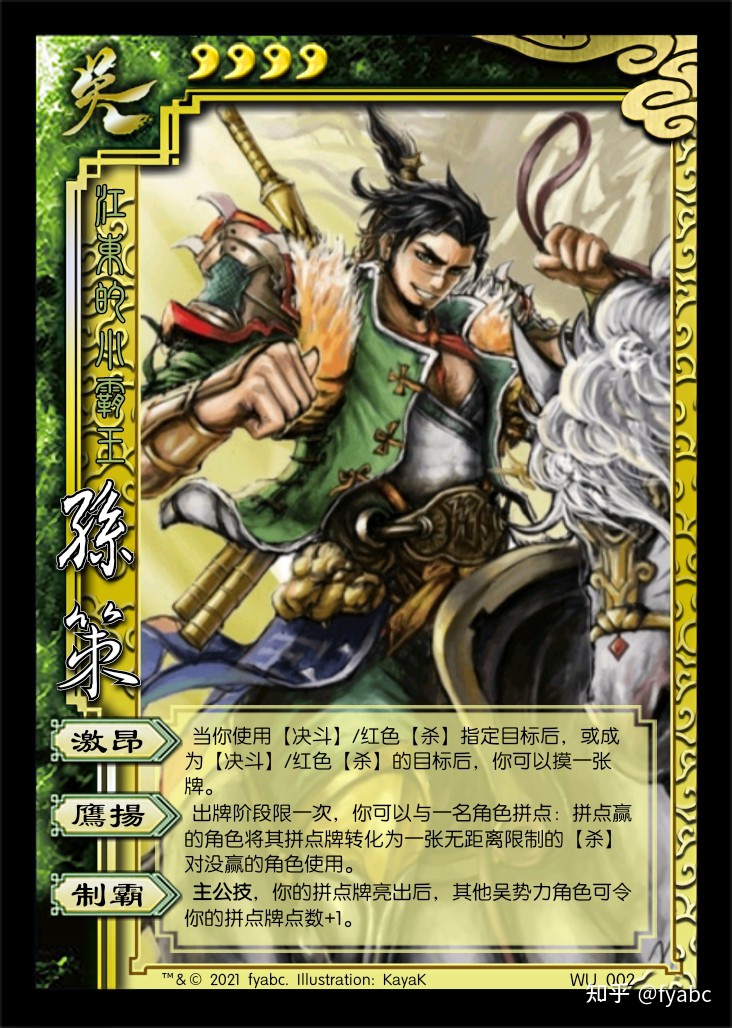 吴
江東的小霸王
孫策
激昂
当你使用【决斗】/红色【杀】指定目标后，或成
为【决斗】/红色【杀】的目标后，你可以摸一张
牌。
鷹揚
出牌阶段限一次，你可以与一名角色拼点：拼点赢
的角色将其拼点牌转化为一张无距离限制的【杀】
对没赢的角色使用。
制霸
主公技，你的拼点牌亮出后，其他吴势力角色可令
你的拼点牌点数+1。
™&© 2021 fyabc. Illustration: KayaK
WU 002
知乎 @fyabc